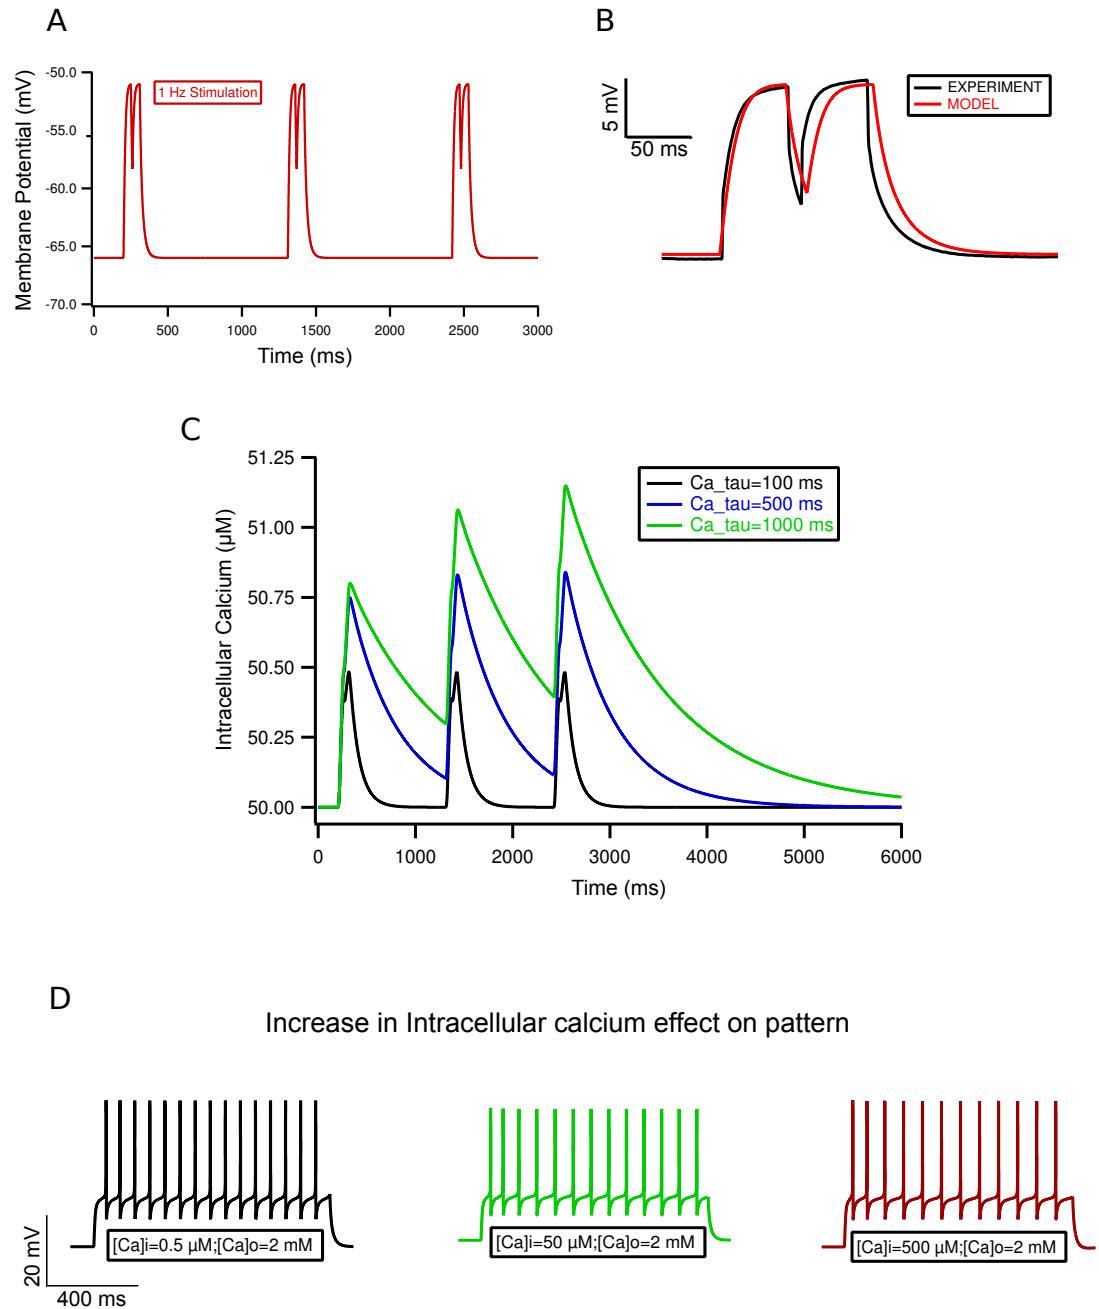 A
Membrane Potential (mV)
-50.0
-55.0
-60.0
-65.0
-70.0
1 Hz Stimulation
0 500 1000 1500 2000 2500 3000
Time (ms)
B
5 mV
50 ms
EXPERIMENT
MODEL
C
Intracellular Calcium (µM)
51.25
51.00
50.75
50.50
50.25
50.00
Ca_tau=100 ms
Ca_tau=500 ms
Ca_tau=1000 ms
0 1000 2000 3000 4000 5000 6000
Time (ms)
D
Increase in Intracellular calcium effect on pattern
20 mV
400 ms
[Ca]i=0.5 µM;[Ca]o=2 mM
[Ca]i=50 µM;[Ca]o=2 mM
[Ca]i=500 µM;[Ca]o=2 mM